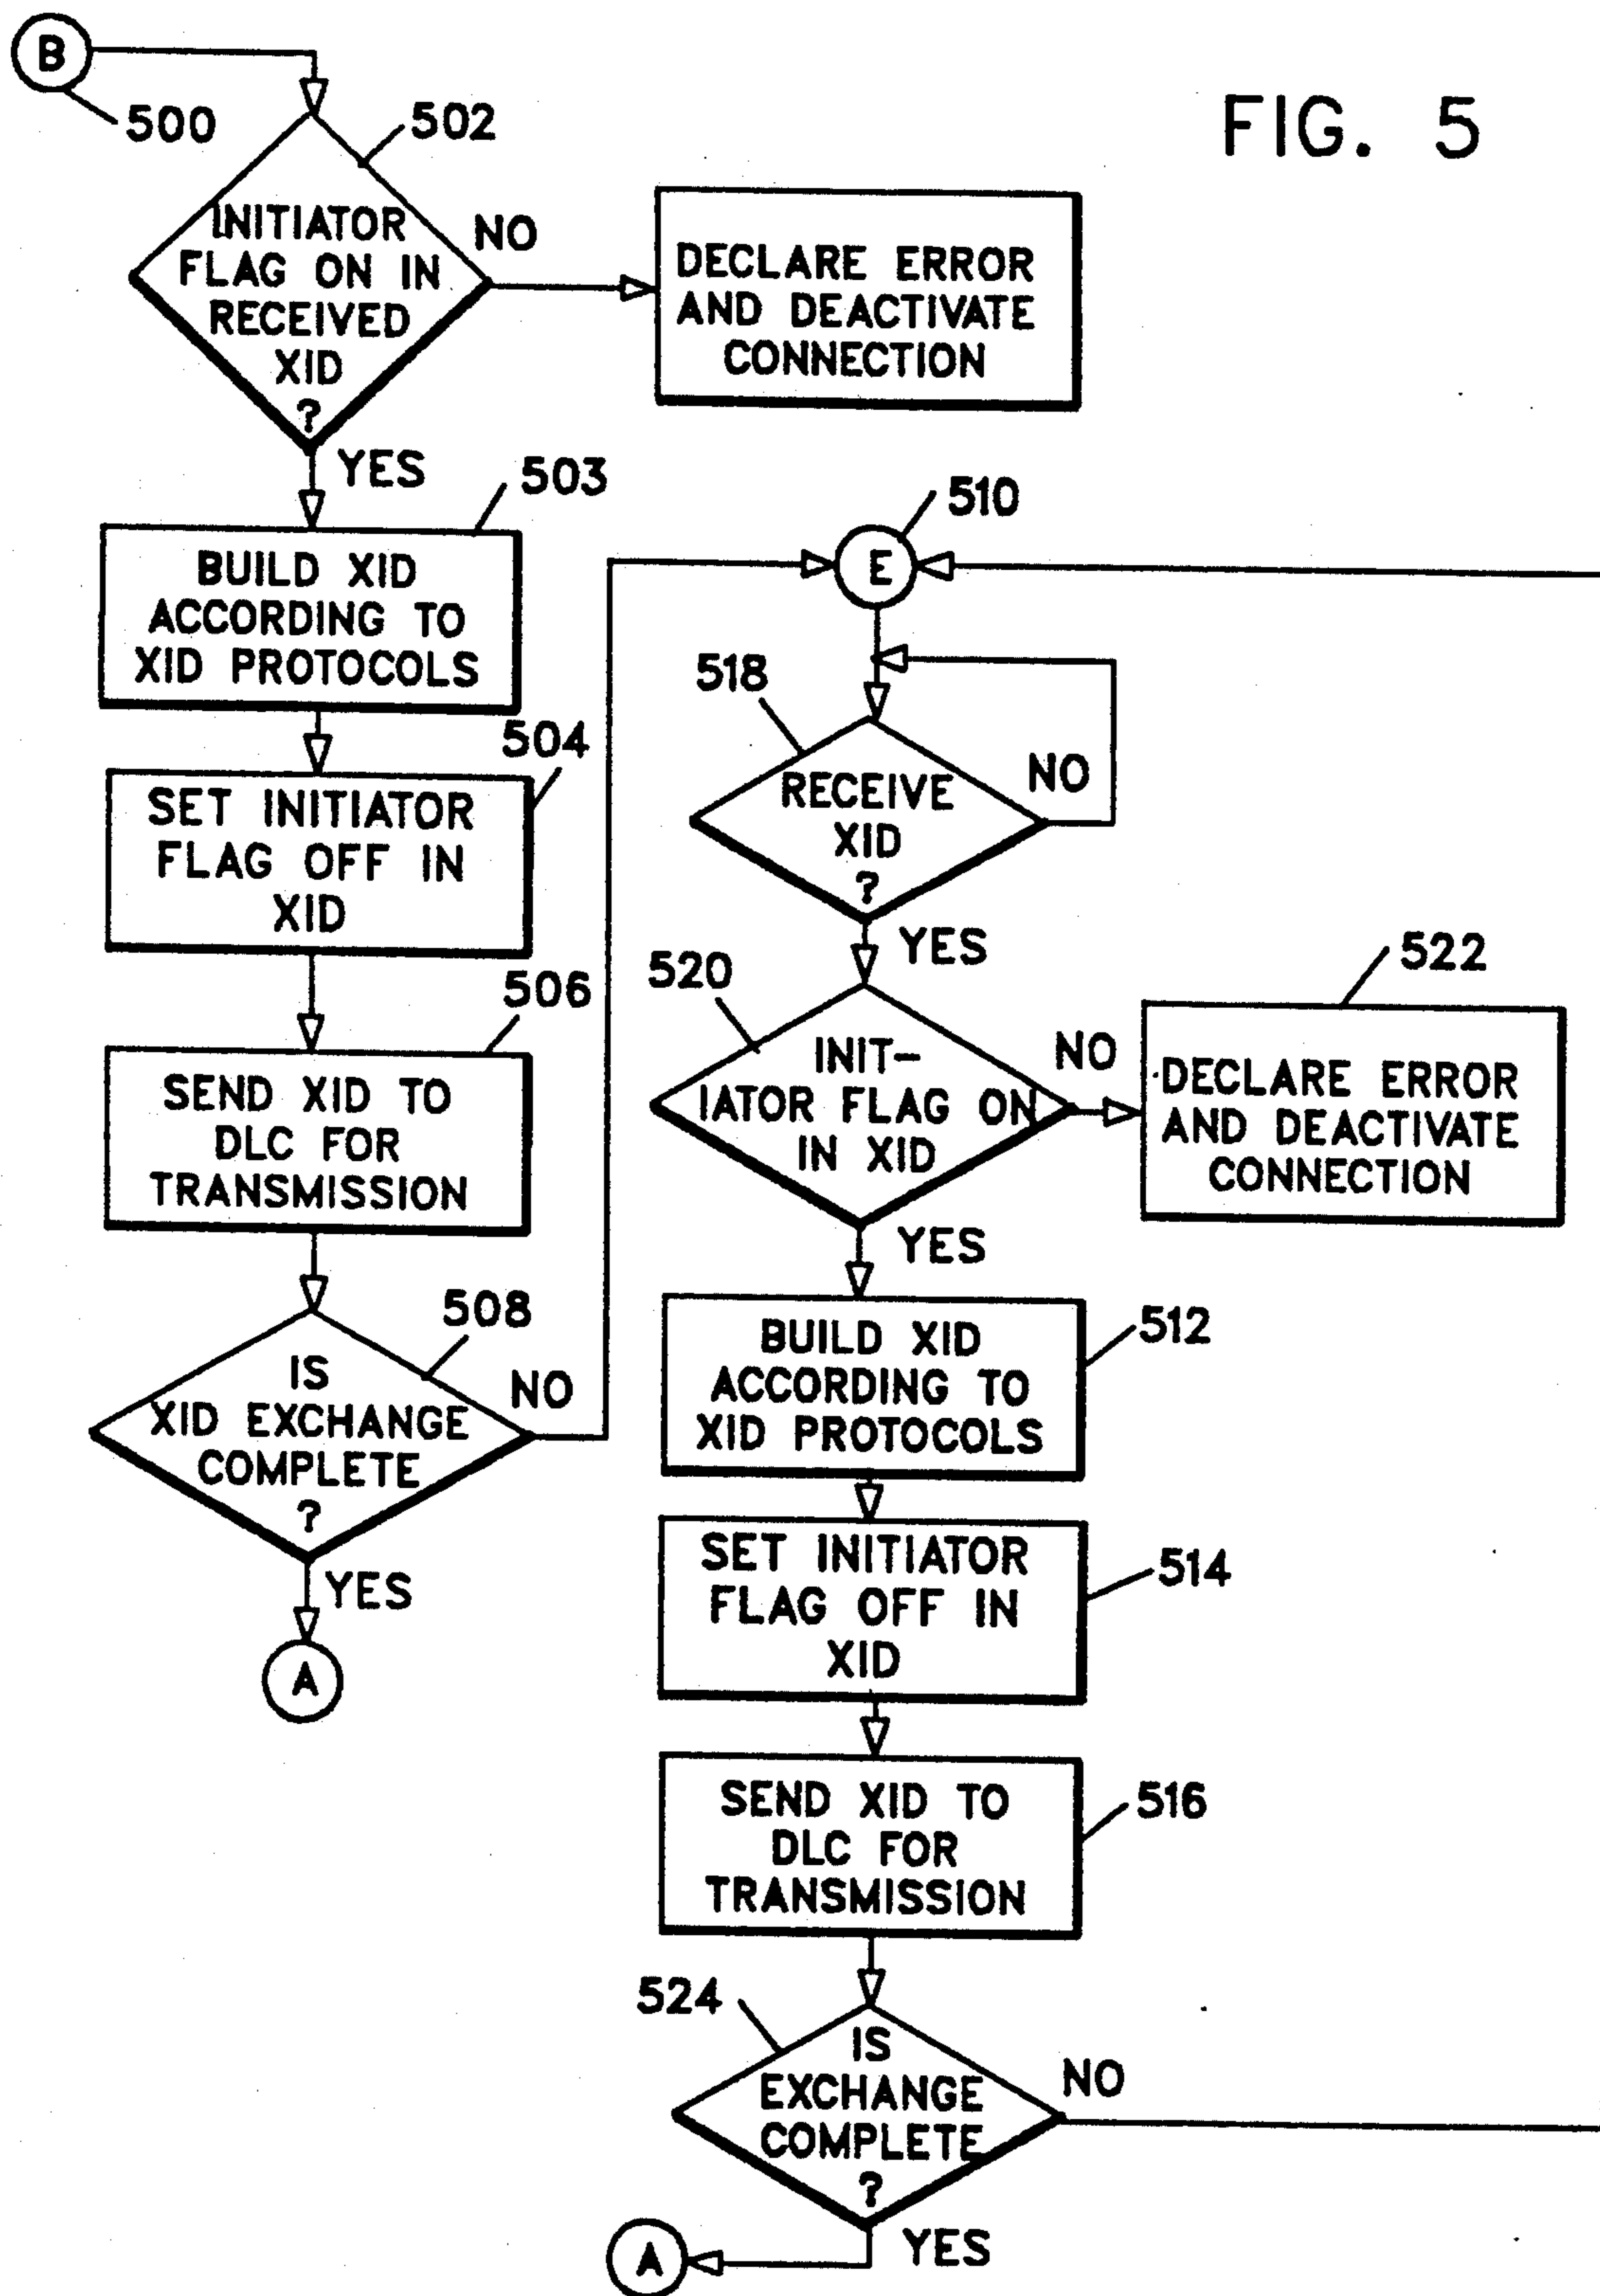 B
500
502
FIG. 5
INITIATOR
FLAG ON IN
RECEIVED
XID
?
NO
DECLARE ERROR
AND DEACTIVATE
CONNECTION
YES
503
BUILD XID
ACCORDING TO
XID PROTOCOLS
504
SET INITIATOR
FLAG OFF IN
XID
506
SEND XID TO
DLC FOR
TRANSMISSION
508
IS
XID EXCHANGE
COMPLETE
?
NO
YES
A
510
E
518
RECEIVE
XID
?
NO
YES
520
INIT-
IATOR FLAG ON
IN XID
NO
522
DECLARE ERROR
AND DEACTIVATE
CONNECTION
YES
512
BUILD XID
ACCORDING TO
XID PROTOCOLS
514
SET INITIATOR
FLAG OFF IN
XID
516
SEND XID TO
DLC FOR
TRANSMISSION
524
IS
EXCHANGE
COMPLETE
?
NO
YES
A